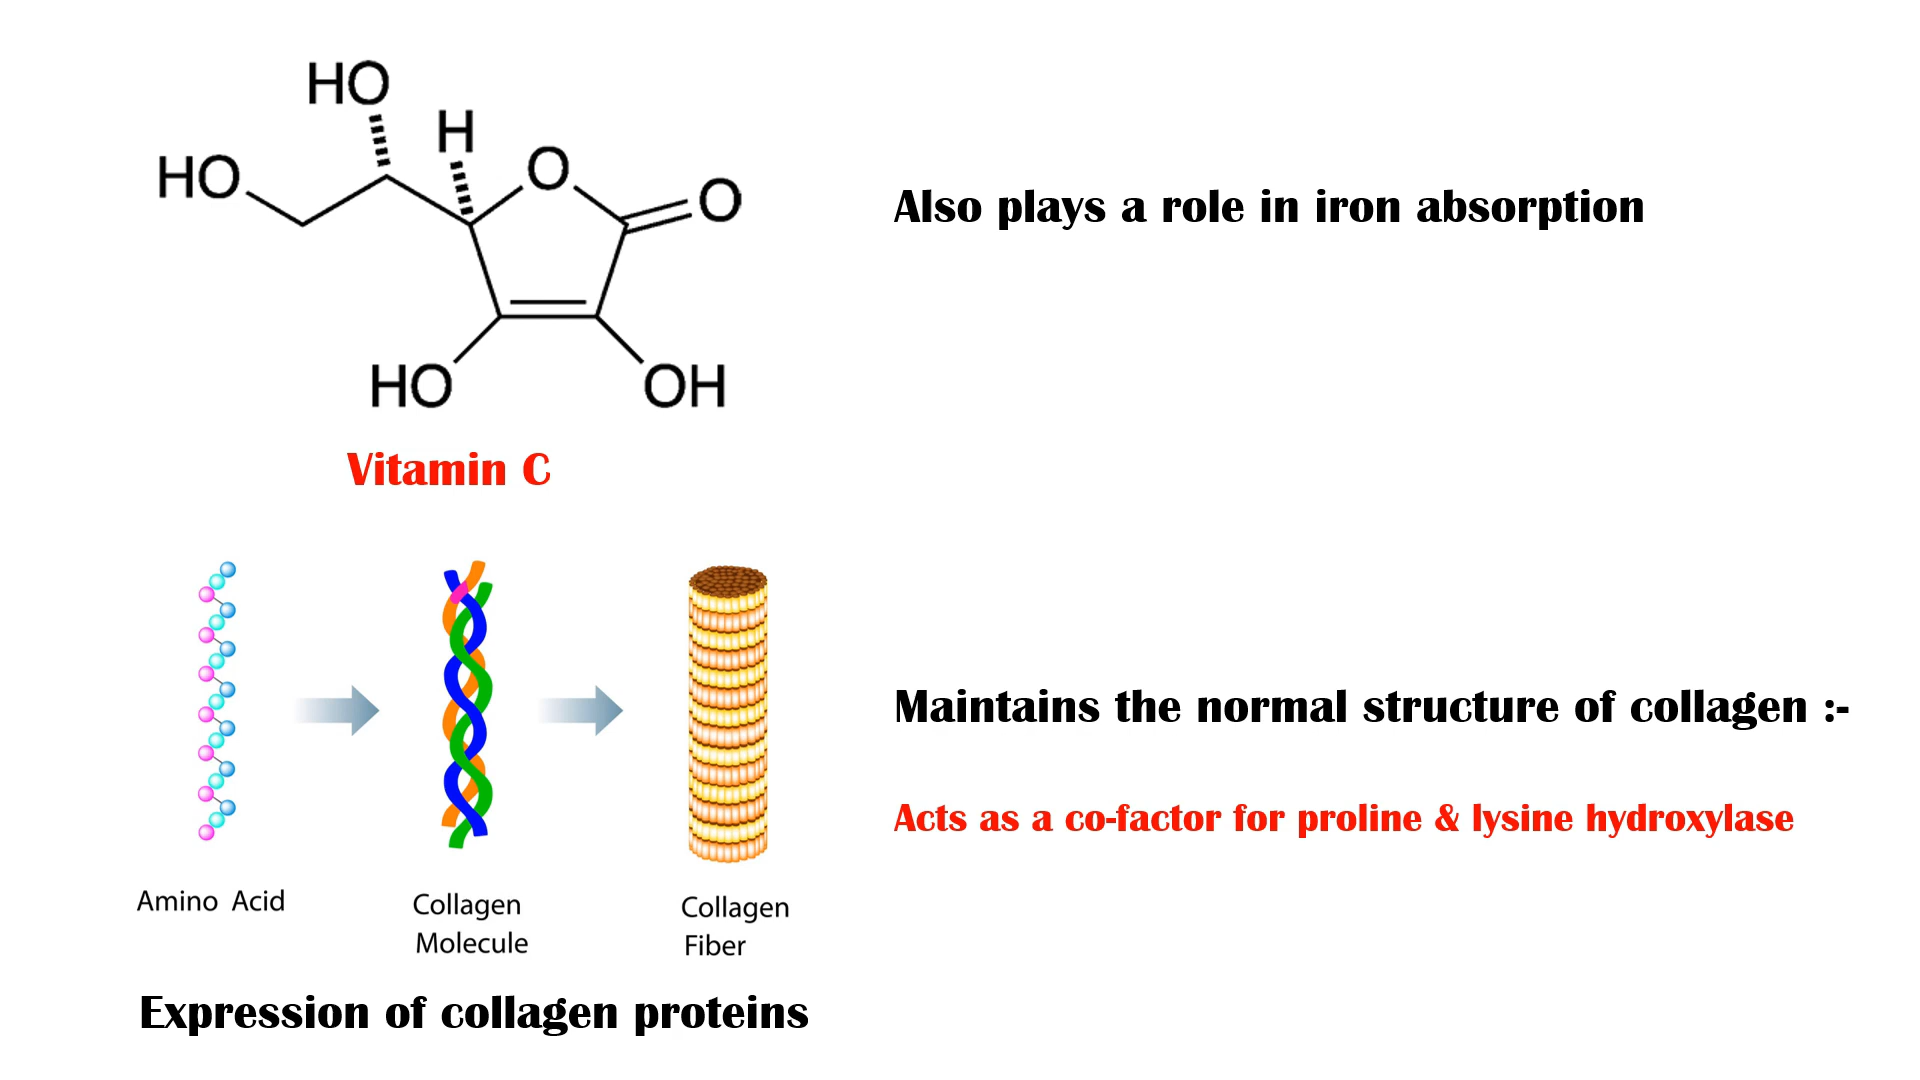 HO
H
HO
O
O
HO
OH
Vitamin C
Also plays a role in iron absorption
Maintains the normal structure of collagen :-
Acts as a co-factor for proline & lysine hydroxylase
Amino Acid
Collagen
Molecule
Collagen
Fiber
Expression of collagen proteins